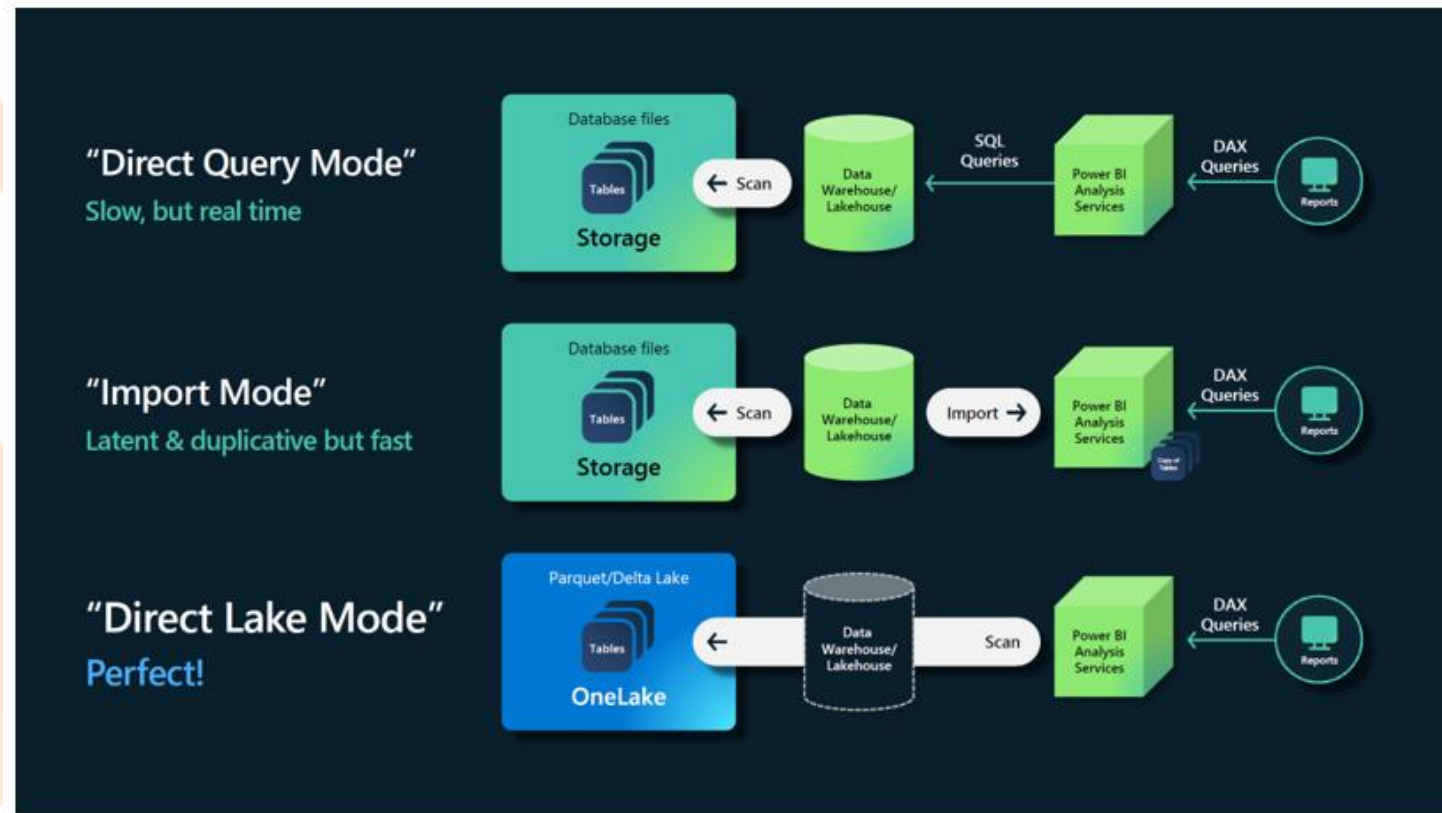 “Direct Query Mode”
Slow, but real time
Database files
Tables
Storage
← Scan
Data
Warehouse/
Lakehouse
SQL
Queries
Power BI
Analysis
Services
DAX
Queries
Reports
“Import Mode”
Latent & duplicative but fast
Database files
Tables
Storage
← Scan
Data
Warehouse/
Lakehouse
Import →
Power BI
Analysis
Services
Copy of
Tables
DAX
Queries
Reports
“Direct Lake Mode”
Perfect!
Parquet/Delta Lake
Tables
OneLake
←
Data
Warehouse/
Lakehouse
Scan
Power BI
Analysis
Services
DAX
Queries
Reports